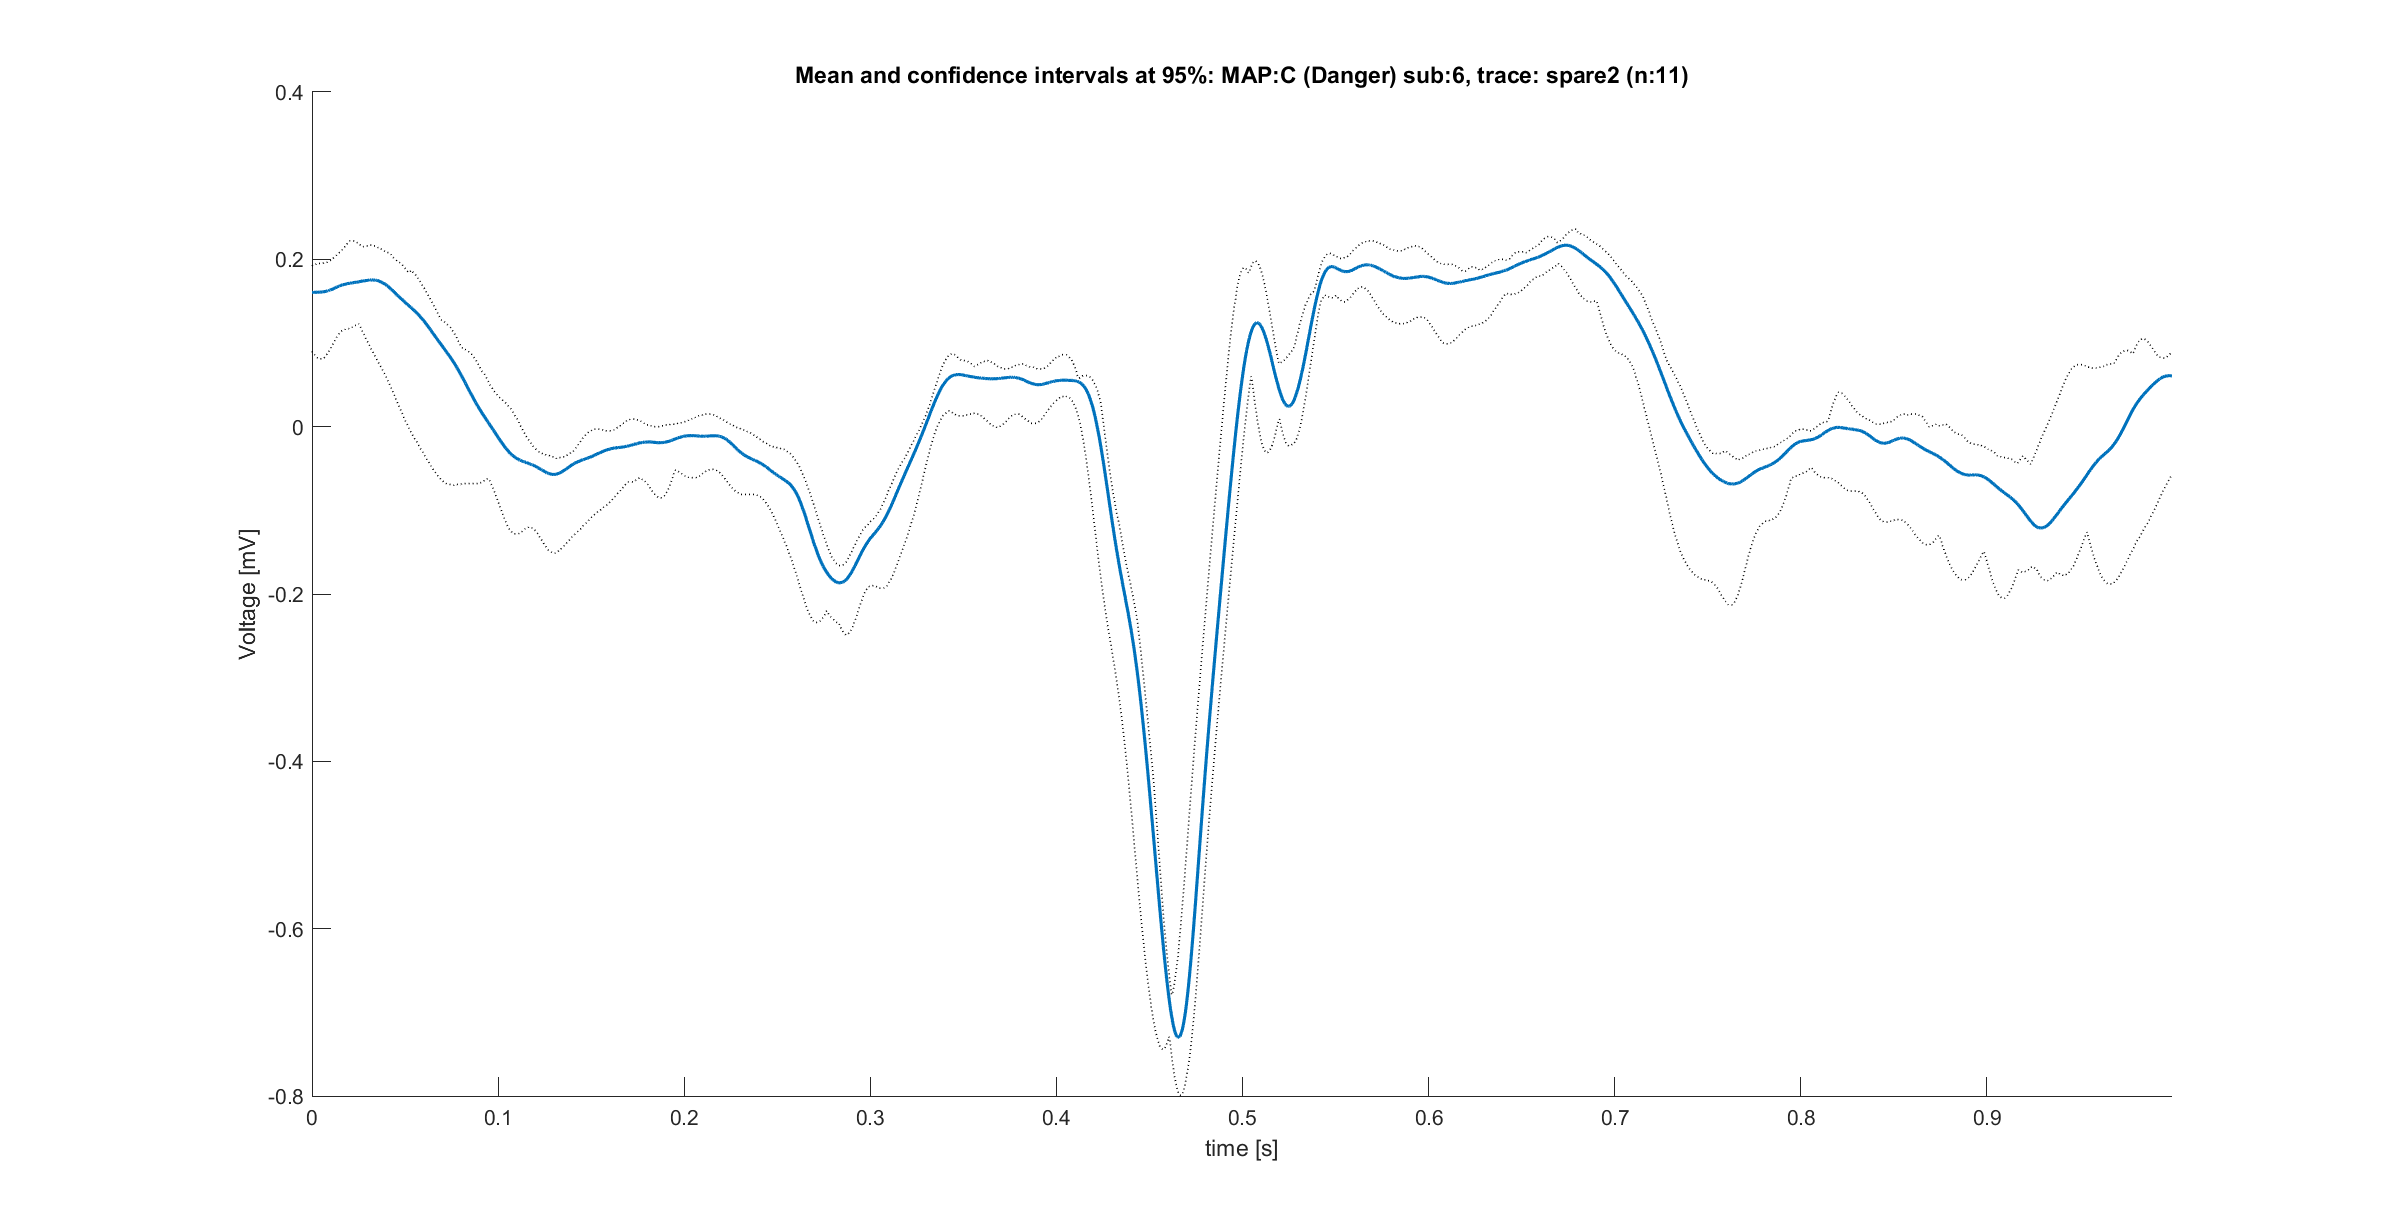 Mean and confidence intervals at 95%: MAP:C (Danger) sub:6, trace: spare2 (n:11)
0.4
0.2
0
-0.2
-0.4
-0.6
-0.8
Voltage [mV]
0 0.1 0.2 0.3 0.4 0.5 0.6 0.7 0.8 0.9
time [s]